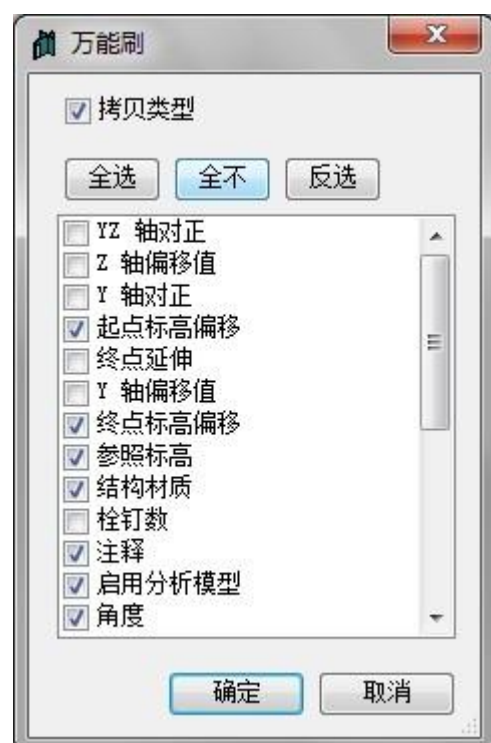 万能刷
拷贝类型
全选 全不 反选
YZ 轴对正
Z 轴偏移值
Y 轴对正
起点标高偏移
终点延伸
Y 轴偏移值
终点标高偏移
参照标高
结构材质
栓钉数
注释
启用分析模型
角度
确定 取消